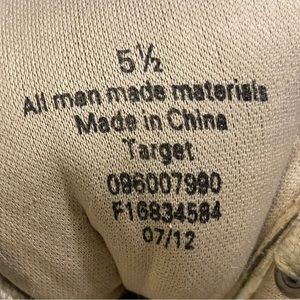 5½
All man made materials
Made in China
Target
096007990
F16834584
07/12